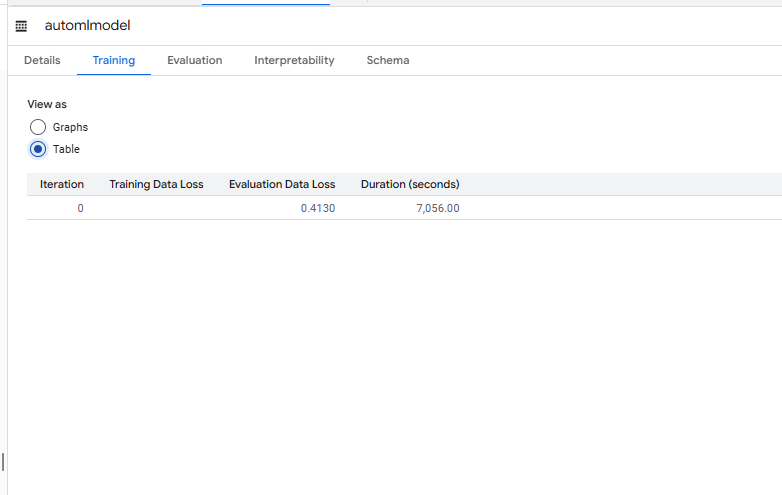 automlmodel
Details Training Evaluation Interpretability Schema
View as
Graphs
Table
Iteration Training Data Loss Evaluation Data Loss Duration (seconds)
0 0.4130 7,056.00